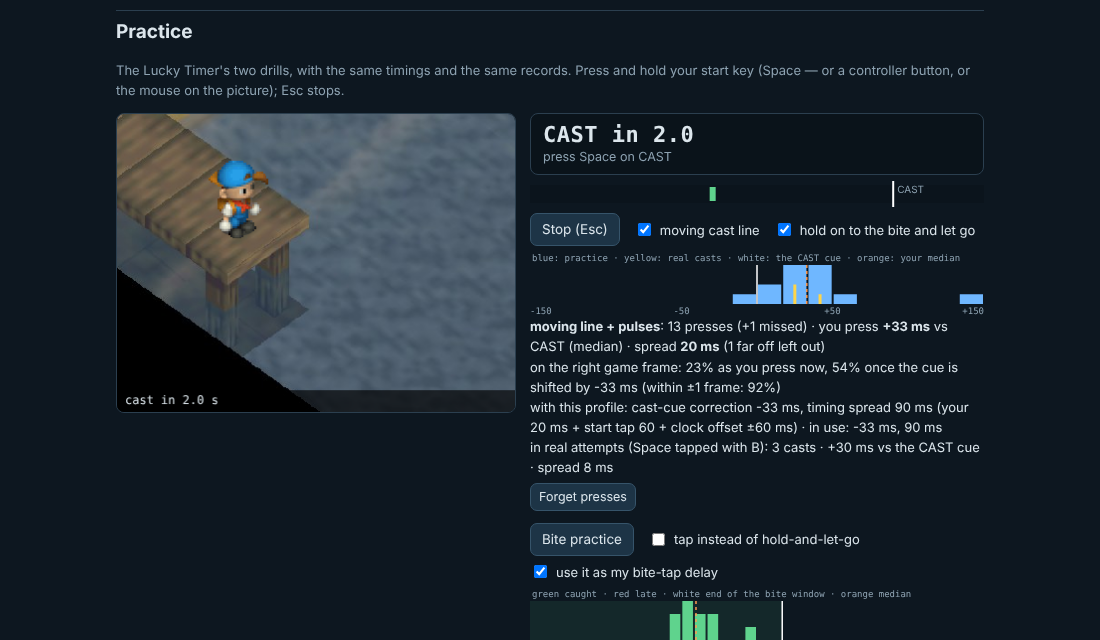 Practice
The Lucky Timer's two drills, with the same timings and the same records. Press and hold your start key (Space — or a controller button, or
the mouse on the picture); Esc stops.
cast in 2.0 s
CAST in 2.0
press Space on CAST
CAST
Stop (Esc)
moving cast line
hold on to the bite and let go
blue: practice · yellow: real casts · white: the CAST cue · orange: your median
-150 -50 +50 +150
moving line + pulses: 13 presses (+1 missed) · you press +33 ms vs
CAST (median) · spread 20 ms (1 far off left out)
on the right game frame: 23% as you press now, 54% once the cue is
shifted by -33 ms (within ±1 frame: 92%)
with this profile: cast-cue correction -33 ms, timing spread 90 ms (your
20 ms + start tap 60 + clock offset ±60 ms) · in use: -33 ms, 90 ms
in real attempts (Space tapped with B): 3 casts · +30 ms vs the CAST cue
· spread 8 ms
Forget presses
Bite practice
tap instead of hold-and-let-go
use it as my bite-tap delay
green caught · red late · white end of the bite window · orange median